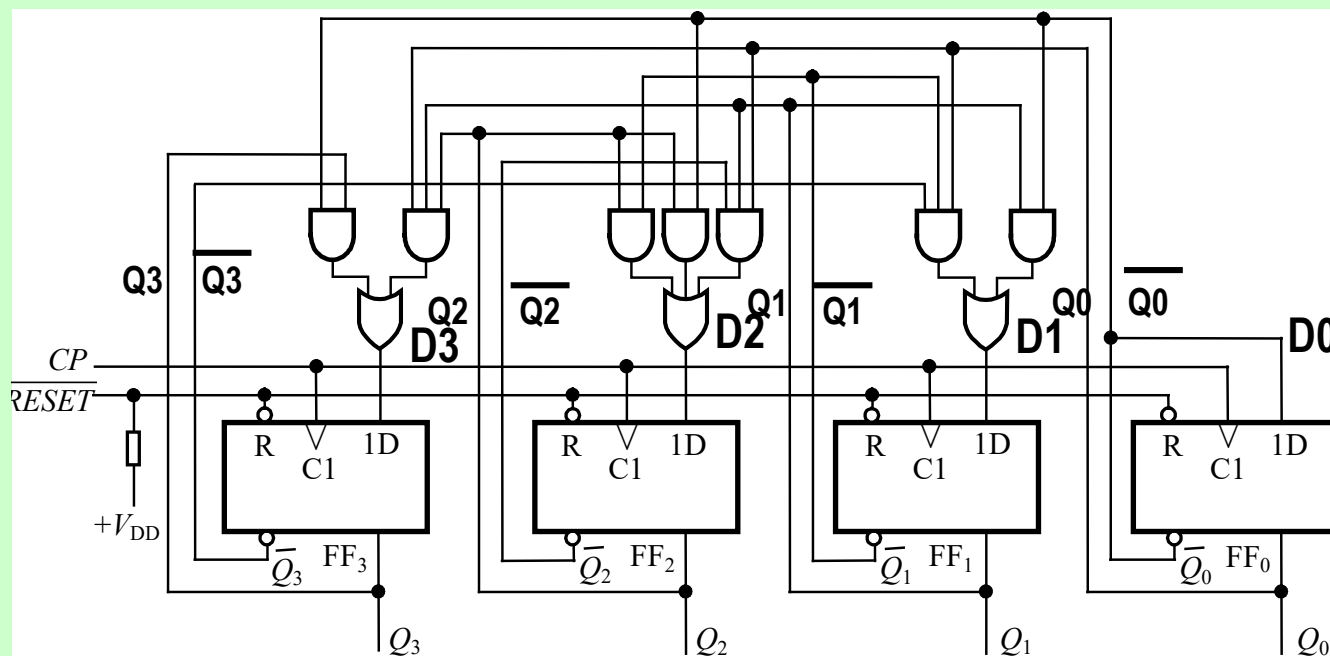 Q3
Q3
Q2
Q2
Q1
Q1
Q0
Q0
D3
D2
D1
D0
CP
RESET
R
C1
1D
R
C1
1D
R
C1
1D
R
C1
1D
+VDD
Q3
FF3
Q2
FF2
Q1
FF1
Q0
FF0
Q3
Q2
Q1
Q0